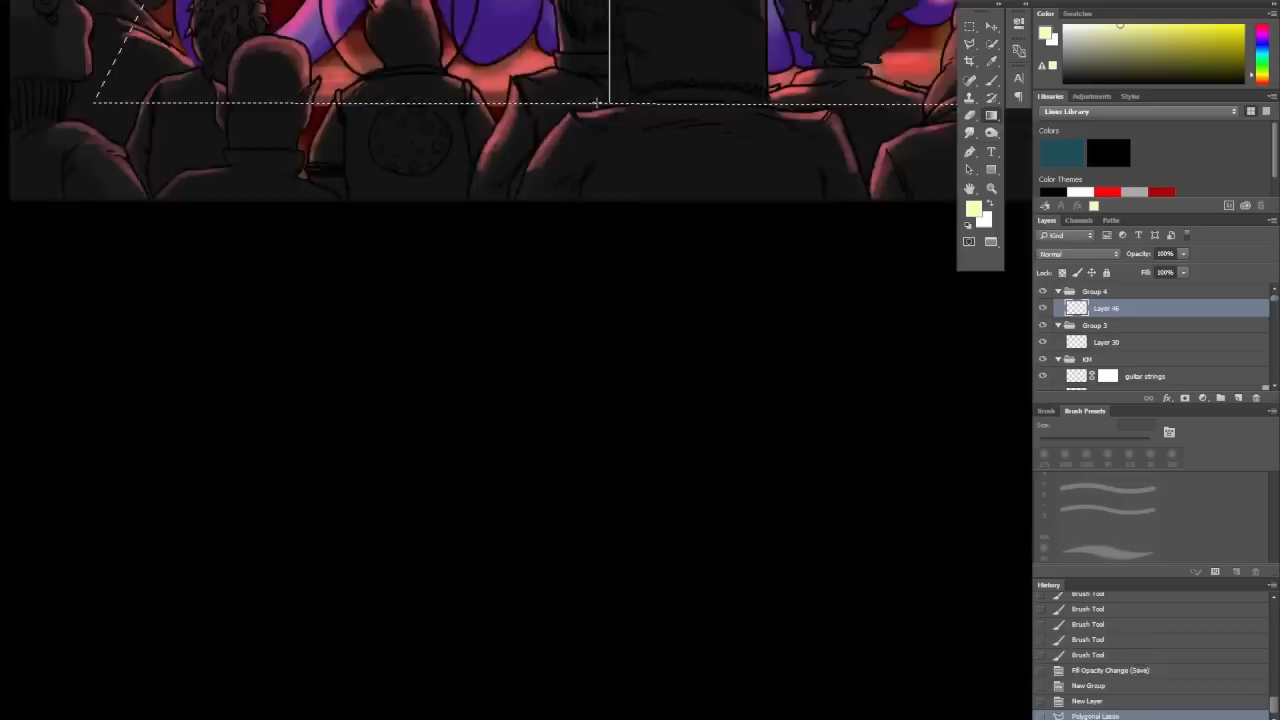 Color Swatches
Libraries Adjustments Styles
Lines Library
Colors
Color Themes
Layers Channels Paths
Kind
Normal Opacity: 100%
Lock: Fill: 100%
Group 4
Layer 46
Group 3
Layer 30
KM
guitar strings
Brush Brush Presets
Size:
History
Brush Tool
Brush Tool
Brush Tool
Brush Tool
Brush Tool
Fill Opacity Change (Save)
New Group
New Layer
Polygonal Lasso